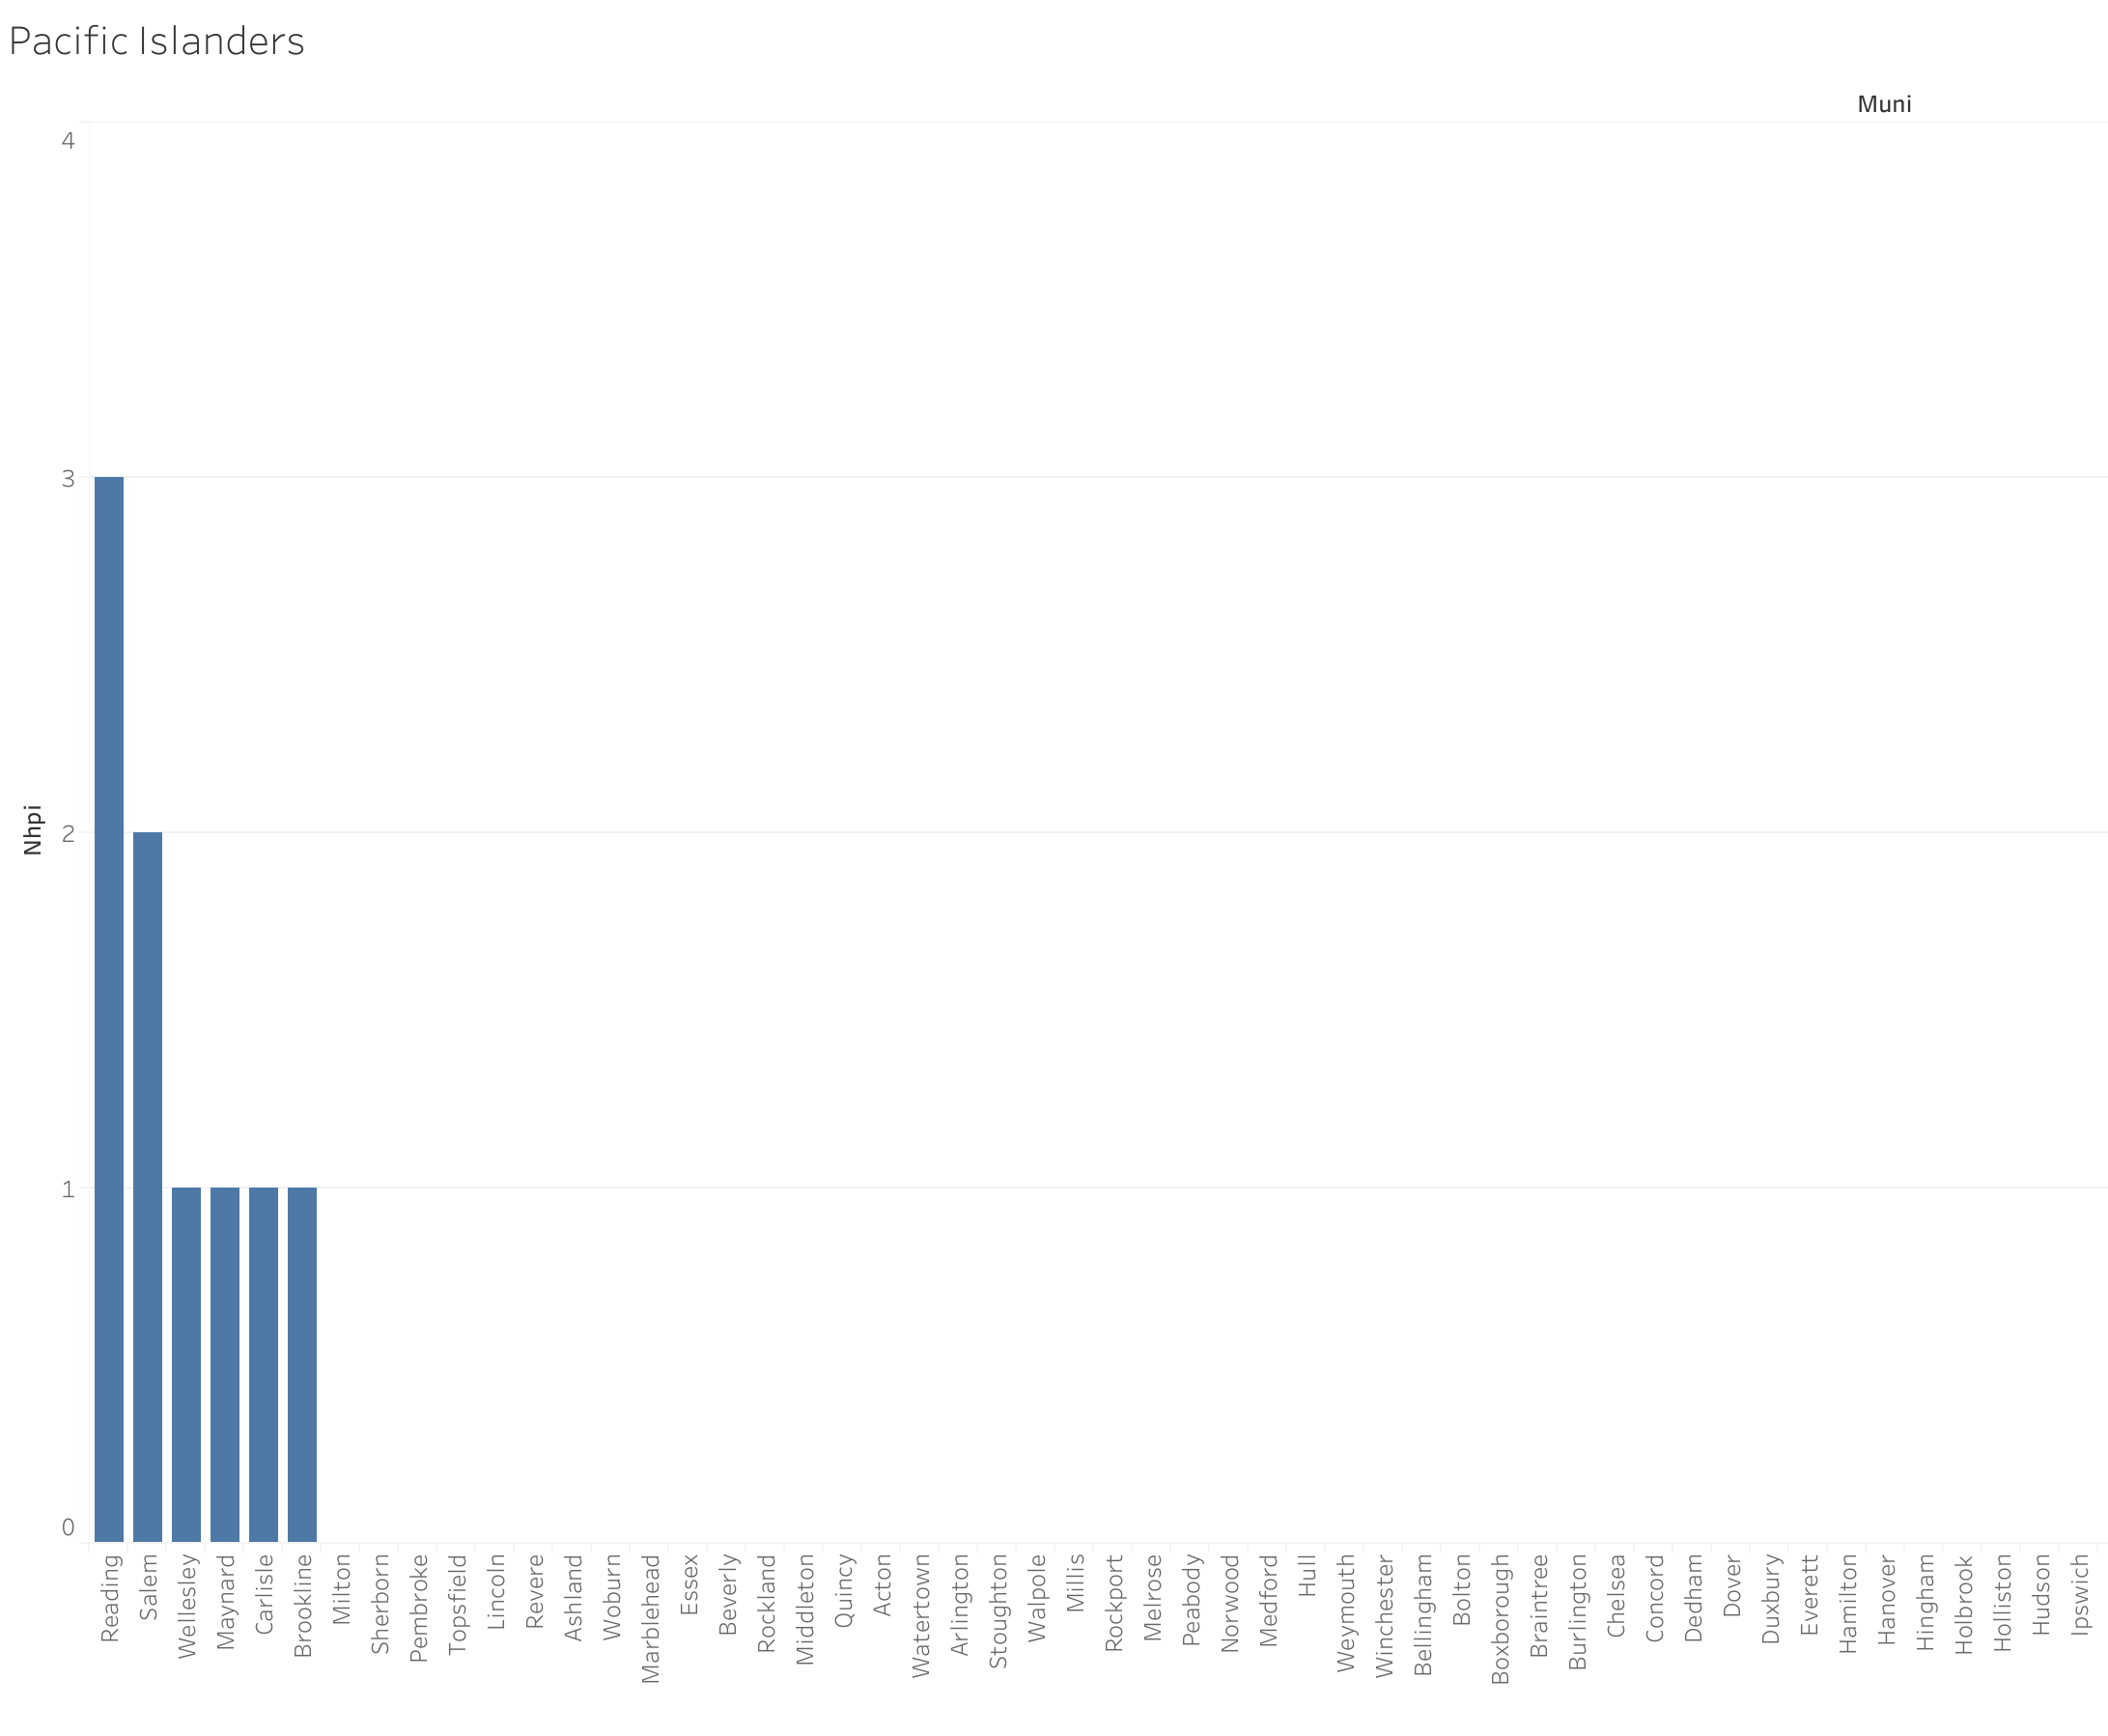 Pacific Islanders
Muni
4
3
2
1
0
Nhpi
Reading
Salem
Wellesley
Maynard
Carlisle
Brookline
Milton
Sherborn
Pembroke
Topsfield
Lincoln
Revere
Ashland
Woburn
Marblehead
Essex
Beverly
Rockland
Middleton
Quincy
Acton
Watertown
Arlington
Stoughton
Walpole
Millis
Rockport
Melrose
Peabody
Norwood
Medford
Hull
Weymouth
Winchester
Bellingham
Bolton
Boxborough
Braintree
Burlington
Chelsea
Concord
Dedham
Dover
Duxbury
Everett
Hamilton
Hanover
Hingham
Holbrook
Holliston
Hudson
Ipswich